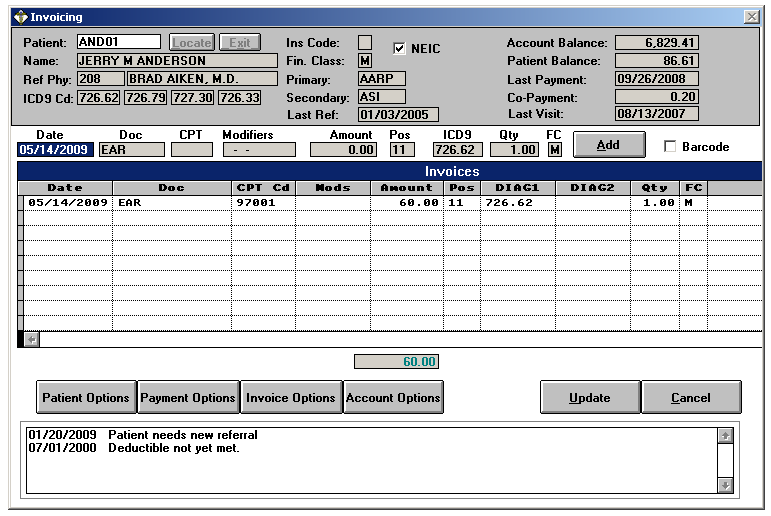 Invoicing
Patient: AND01 Locate Exit Ins Code: NEIC Account Balance: 6,829.41
Name: JERRY M ANDERSON Fin. Class: M Patient Balance: 86.61
Ref Phy: 208 BRAD AIKEN, M.D. Primary: AARP Last Payment: 09/26/2008
ICD9 Cd: 726.62 726.79 727.30 726.33 Secondary: ASI Co-Payment: 0.20
Last Ref: 01/03/2005 Last Visit: 08/13/2007
Date Doc CPT Modifiers Amount Pos ICD9 Qty FC
05/14/2009 EAR - - 0.00 11 726.62 1.00 M Add Barcode
Invoices
Date Doc CPT Cd Mods Amount Pos DIAG1 DIAG2 Qty FC
05/14/2009 EAR 97001 60.00 11 726.62 1.00 M
60.00
Patient Options Payment Options Invoice Options Account Options Update Cancel
01/20/2009 Patient needs new referral
07/01/2000 Deductible not yet met.